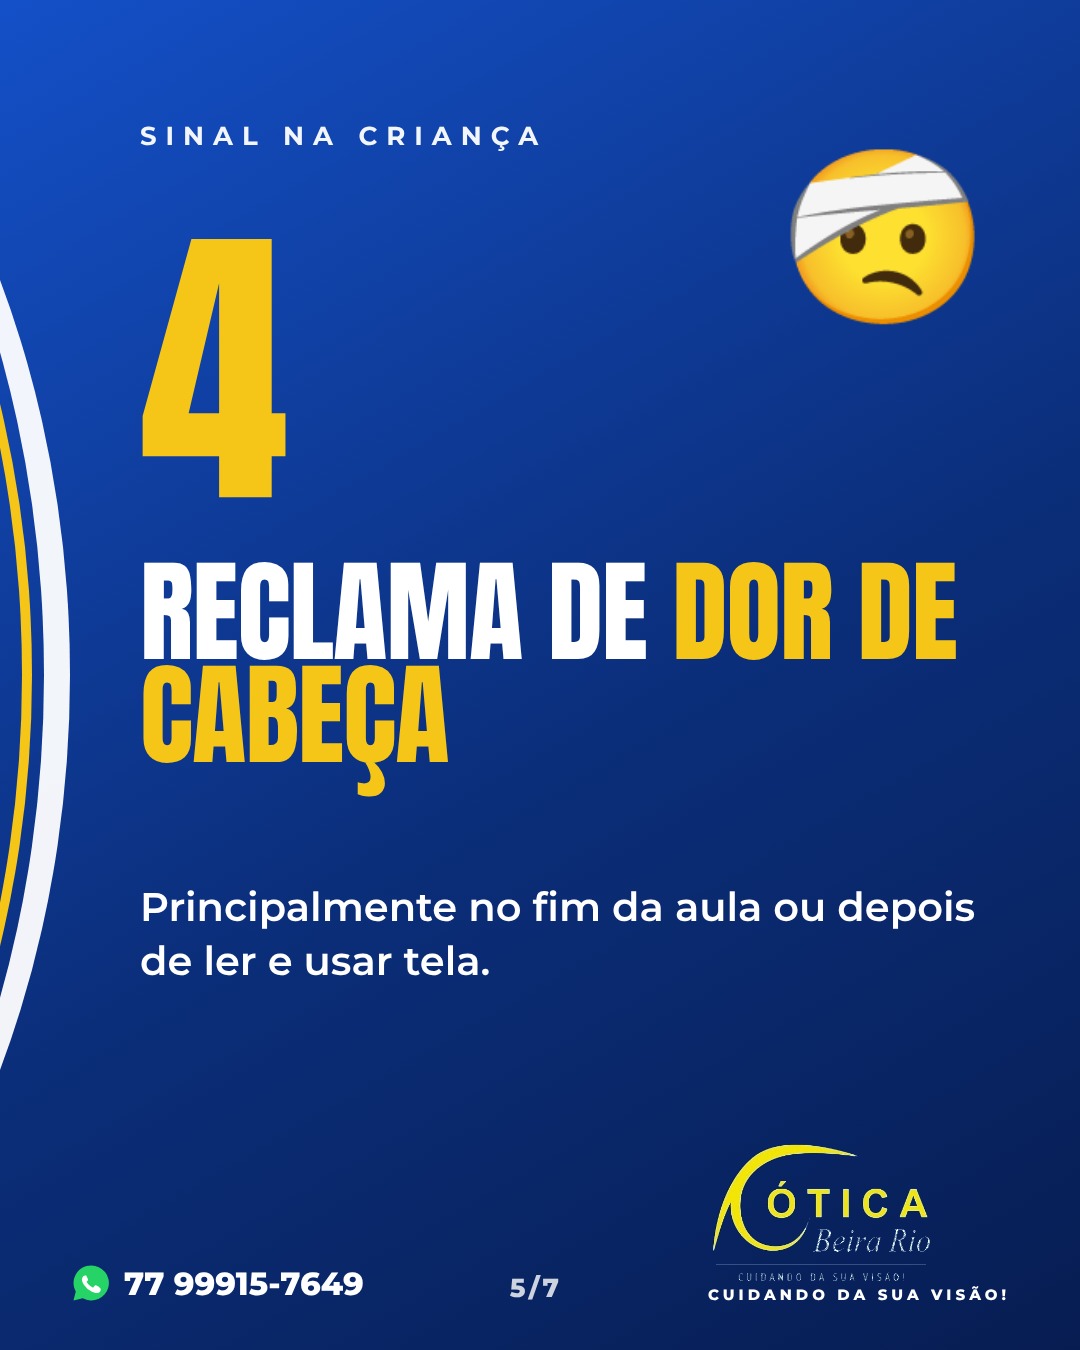 SINAL NA CRIANÇA
4
RECLAMA DE DOR DE
CABEÇA
Principalmente no fim da aula ou depois
de ler e usar tela.
ÓTICA
Beira Rio
CUIDANDO DA SUA VISÃO!
CUIDANDO DA SUA VISÃO!
77 99915-7649
5/7